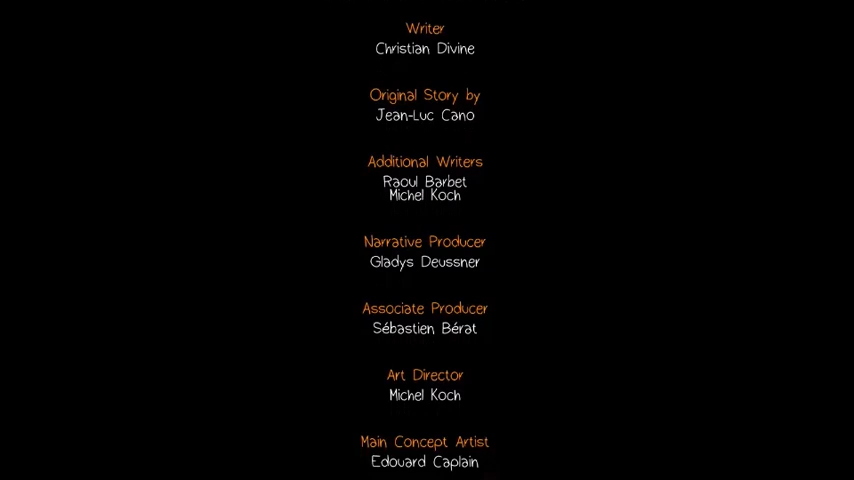 Writer
Christian Divine
Original Story by
Jean-Luc Cano
Additional Writers
Raoul Barbet
Michel Koch
Narrative Producer
Gladys Deussner
Associate Producer
Sébastien Bérat
Art Director
Michel Koch
Main Concept Artist
Edouard Caplain